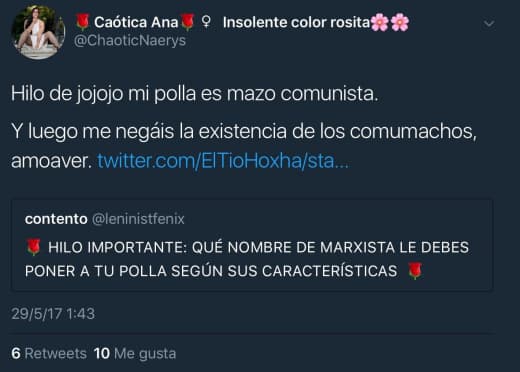 🌹Caótica Ana🌹♀ Insolente color rosita🌸🌸
@ChaoticNaerys
Hilo de jojojo mi polla es mazo comunista.
Y luego me negáis la existencia de los comumachos,
amoaver. twitter.com/ElTioHoxha/sta...
contento @leninistfenix
🌹 HILO IMPORTANTE: QUÉ NOMBRE DE MARXISTA LE DEBES
PONER A TU POLLA SEGÚN SUS CARACTERÍSTICAS 🌹
29/5/17 1:43
6 Retweets 10 Me gusta